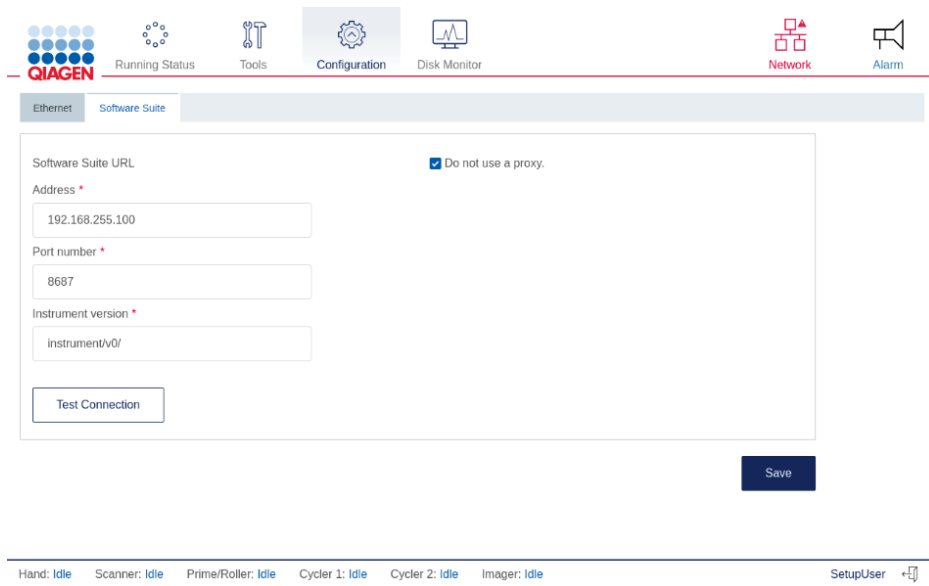 QIAGEN
Running Status Tools Configuration Disk Monitor Network Alarm
Ethernet Software Suite
Software Suite URL
Do not use a proxy.
Address *
192.168.255.100
Port number *
8687
Instrument version *
instrument/v0/
Test Connection
Save
Hand: Idle Scanner: Idle Prime/Roller: Idle Cycler 1: Idle Cycler 2: Idle Imager: Idle SetupUser